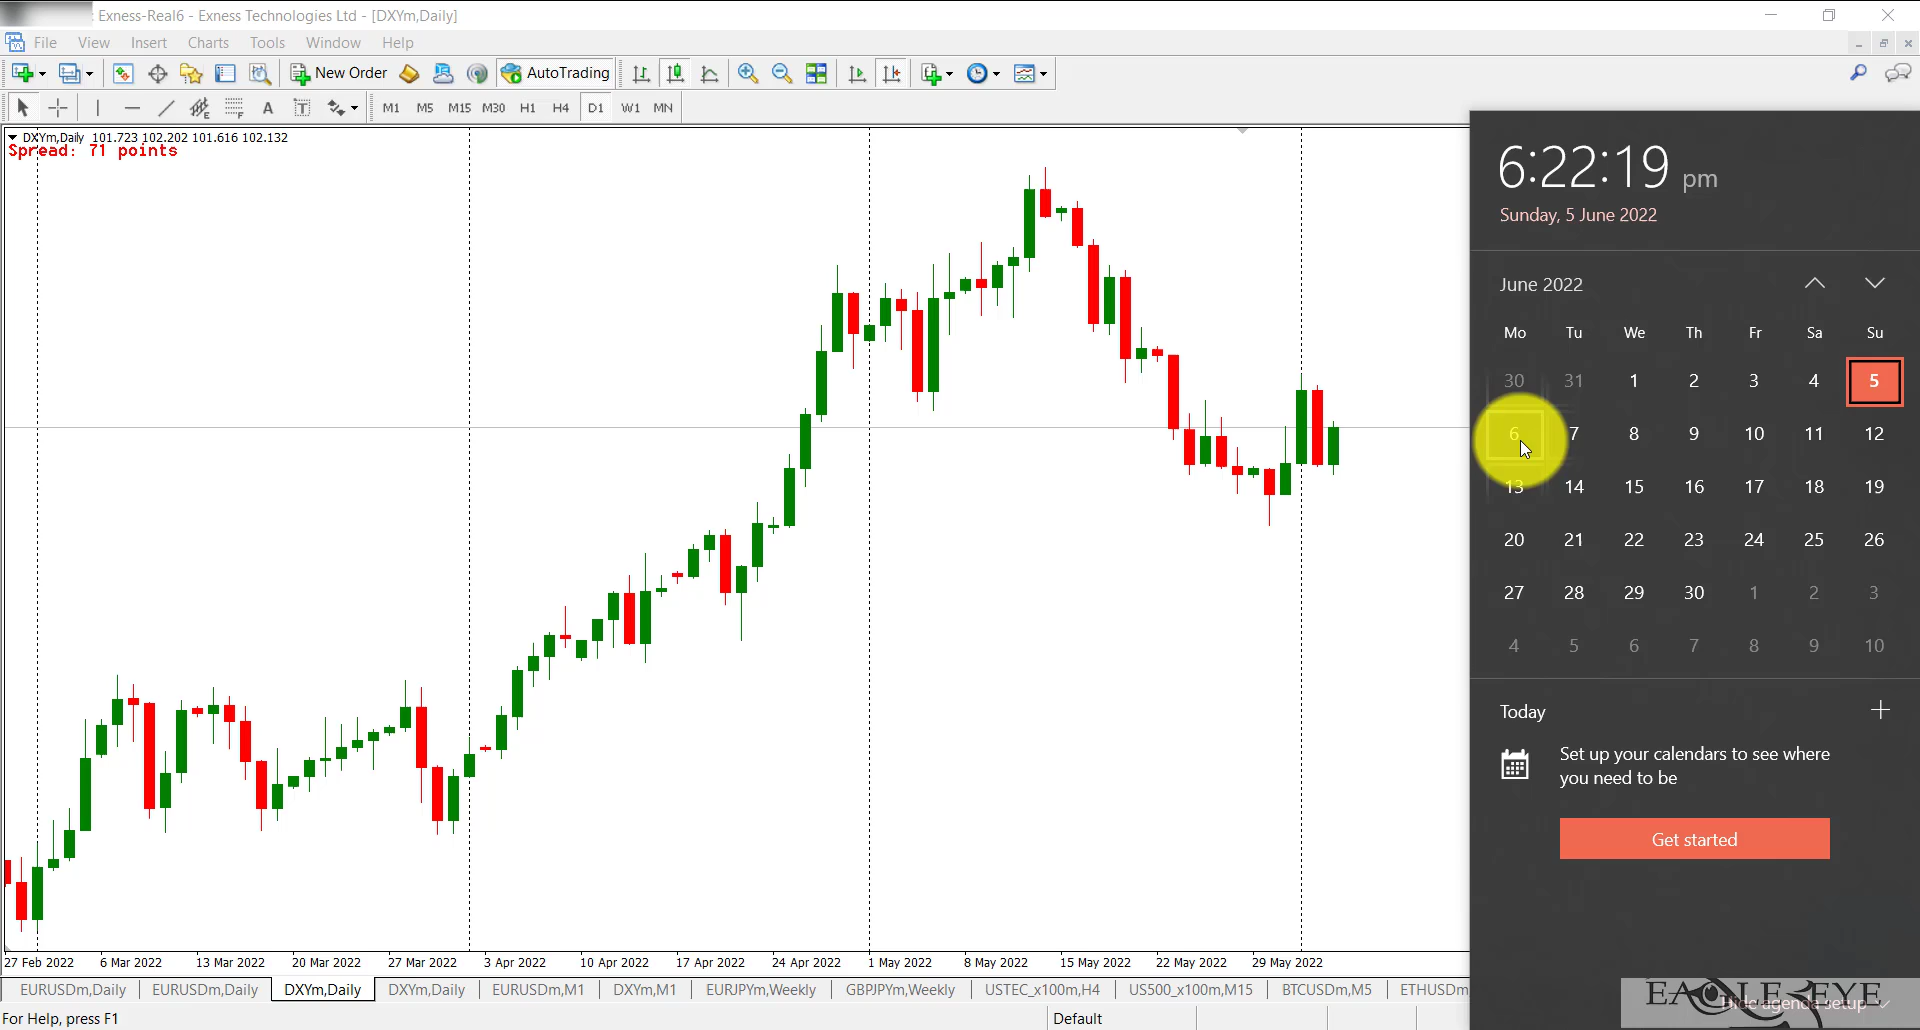 : Exness-Real6 - Exness Technologies Ltd - [DXYm,Daily]
File View Insert Charts Tools Window Help
New Order AutoTrading
A T M1 M5 M15 M30 H1 H4 D1 W1 MN
DXYm,Daily 101.723 102.202 101.616 102.132
Spread: 71 points
27 Feb 2022 6 Mar 2022 13 Mar 2022 20 Mar 2022 27 Mar 2022 3 Apr 2022 10 Apr 2022 17 Apr 2022 24 Apr 2022 1 May 2022 8 May 2022 15 May 2022 22 May 2022 29 May 2022
EURUSDm,Daily EURUSDm,Daily DXYm,Daily DXYm,Daily EURUSDm,M1 DXYm,M1 EURJPYm,Weekly GBPJPYm,Weekly USTEC_x100m,H4 US500_x100m,M15 BTCUSDm,M5 ETHUSDm
For Help, press F1 Default
6:22:19 pm
Sunday, 5 June 2022
June 2022
Mo Tu We Th Fr Sa Su
30 31 1 2 3 4 5
6 7 8 9 10 11 12
13 14 15 16 17 18 19
20 21 22 23 24 25 26
27 28 29 30 1 2 3
4 5 6 7 8 9 10
Today
Set up your calendars to see where
you need to be
Get started
Hide agenda setup
EAGLE EYE